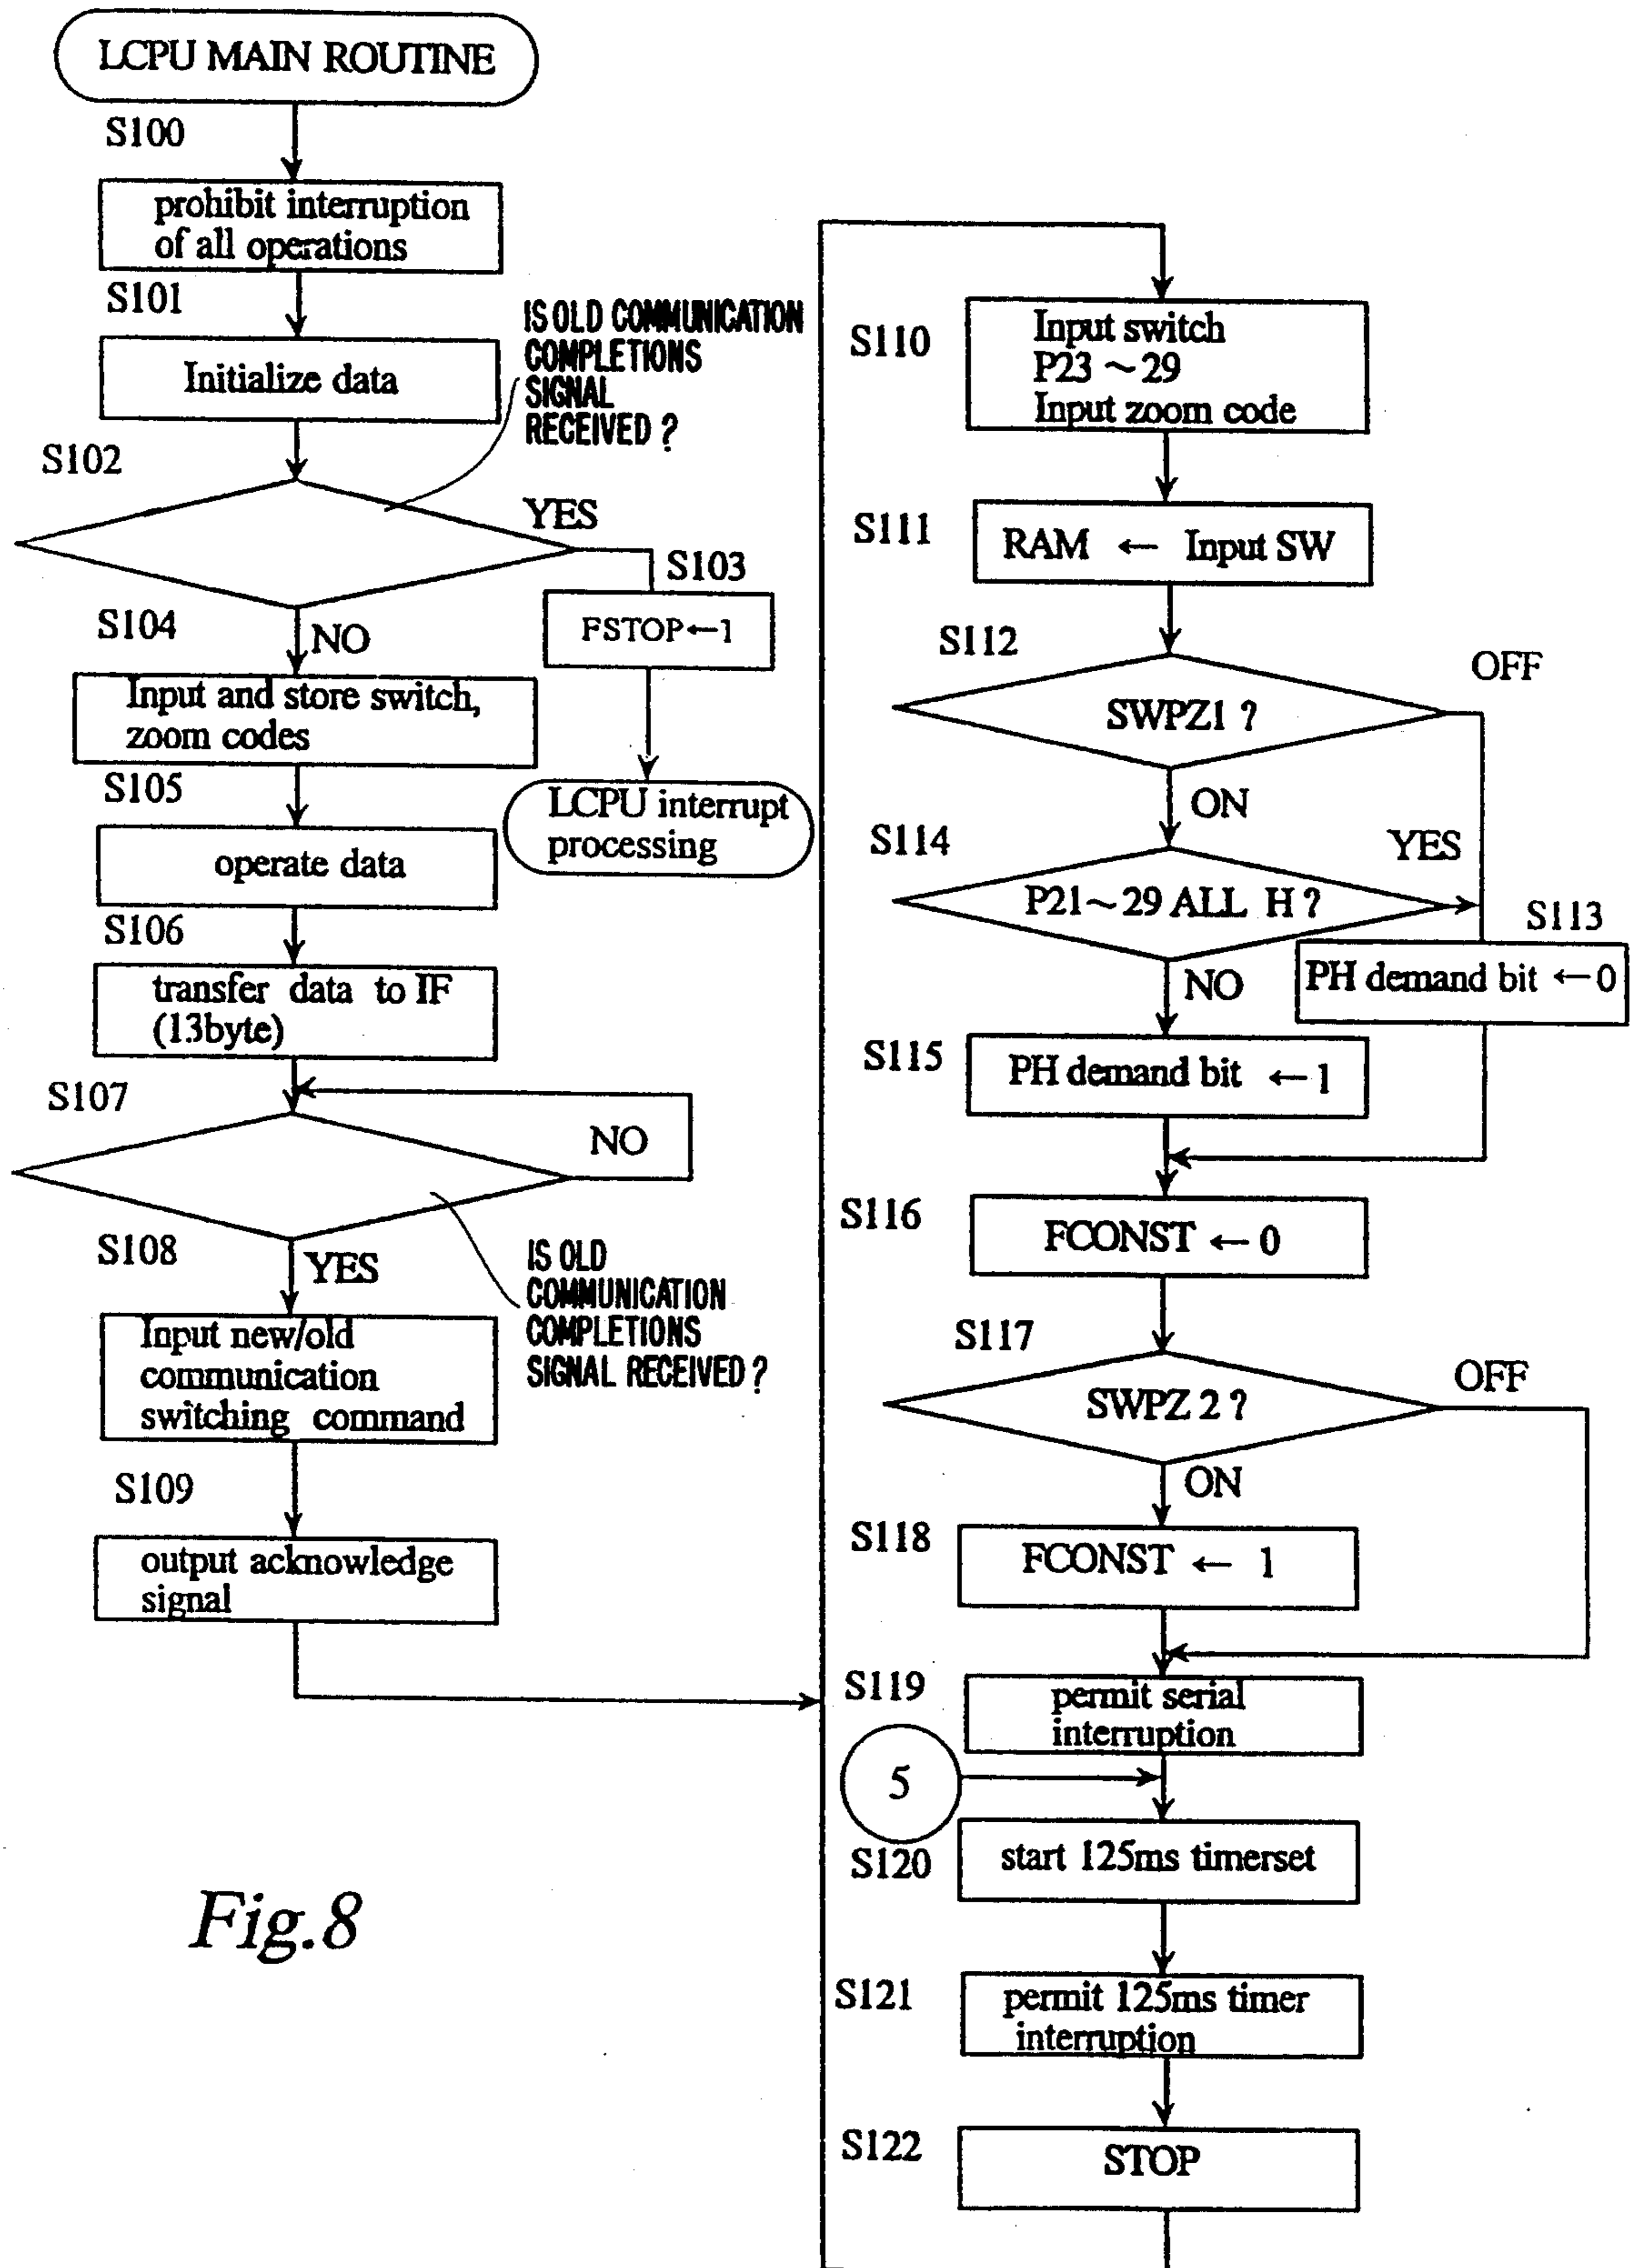 LCPU MAIN ROUTINE
S100
prohibit interruption
of all operations
S101
Initialize data
IS OLD COMMUNICATION
COMPLETIONS
SIGNAL
RECEIVED ?
S102
YES
S103
FSTOP←1
LCPU interrupt
processing
S104
NO
Input and store switch,
zoom codes
S105
operate data
S106
transfer data to IF
(13byte)
S107
NO
S108
YES
IS OLD
COMMUNICATION
COMPLETIONS
SIGNAL RECEIVED ?
Input new/old
communication
switching command
S109
output acknowledge
signal
S110
Input switch
P23 ~29
Input zoom code
S111
RAM ← Input SW
S112
OFF
SWPZ1 ?
ON
S114
YES
P21~29 ALL H ?
S113
PH demand bit ←0
NO
S115
PH demand bit ←1
S116
FCONST ←0
S117
OFF
SWPZ 2 ?
ON
S118
FCONST ← 1
S119
permit serial
interruption
5
S120
start 125ms timerset
S121
permit 125ms timer
interruption
S122
STOP
Fig.8